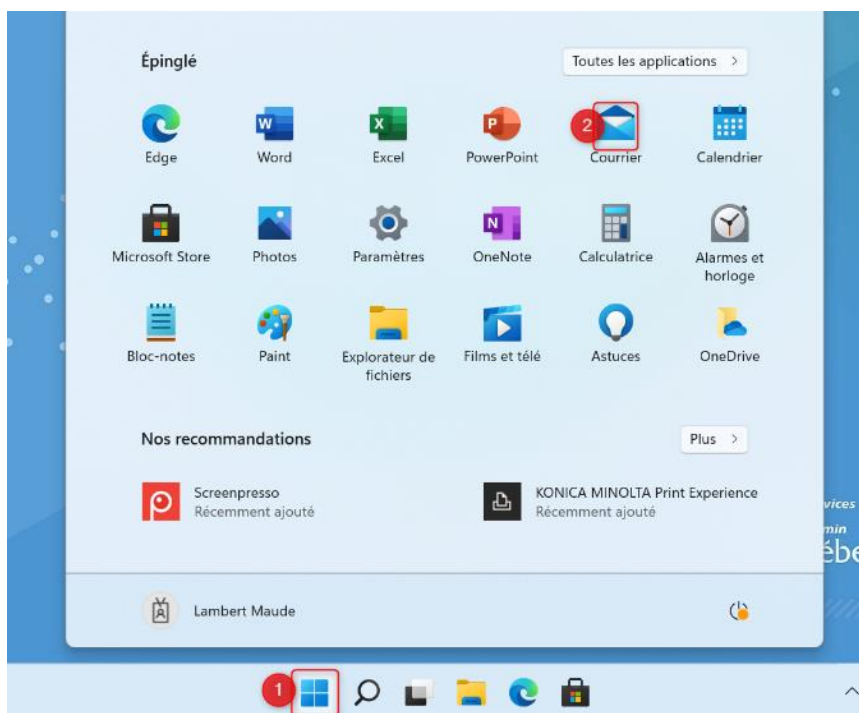 Épinglé
Toutes les applications >
2
Edge
Word
Excel
PowerPoint
Courrier
Calendrier
Microsoft Store
Photos
Paramètres
OneNote
Calculatrice
Alarmes et
horloge
Bloc-notes
Paint
Explorateur de
fichiers
Films et télé
Astuces
OneDrive
Nos recommandations
Plus >
Screenpresso
Récemment ajouté
KONICA MINOLTA Print Experience
Récemment ajouté
Lambert Maude
1